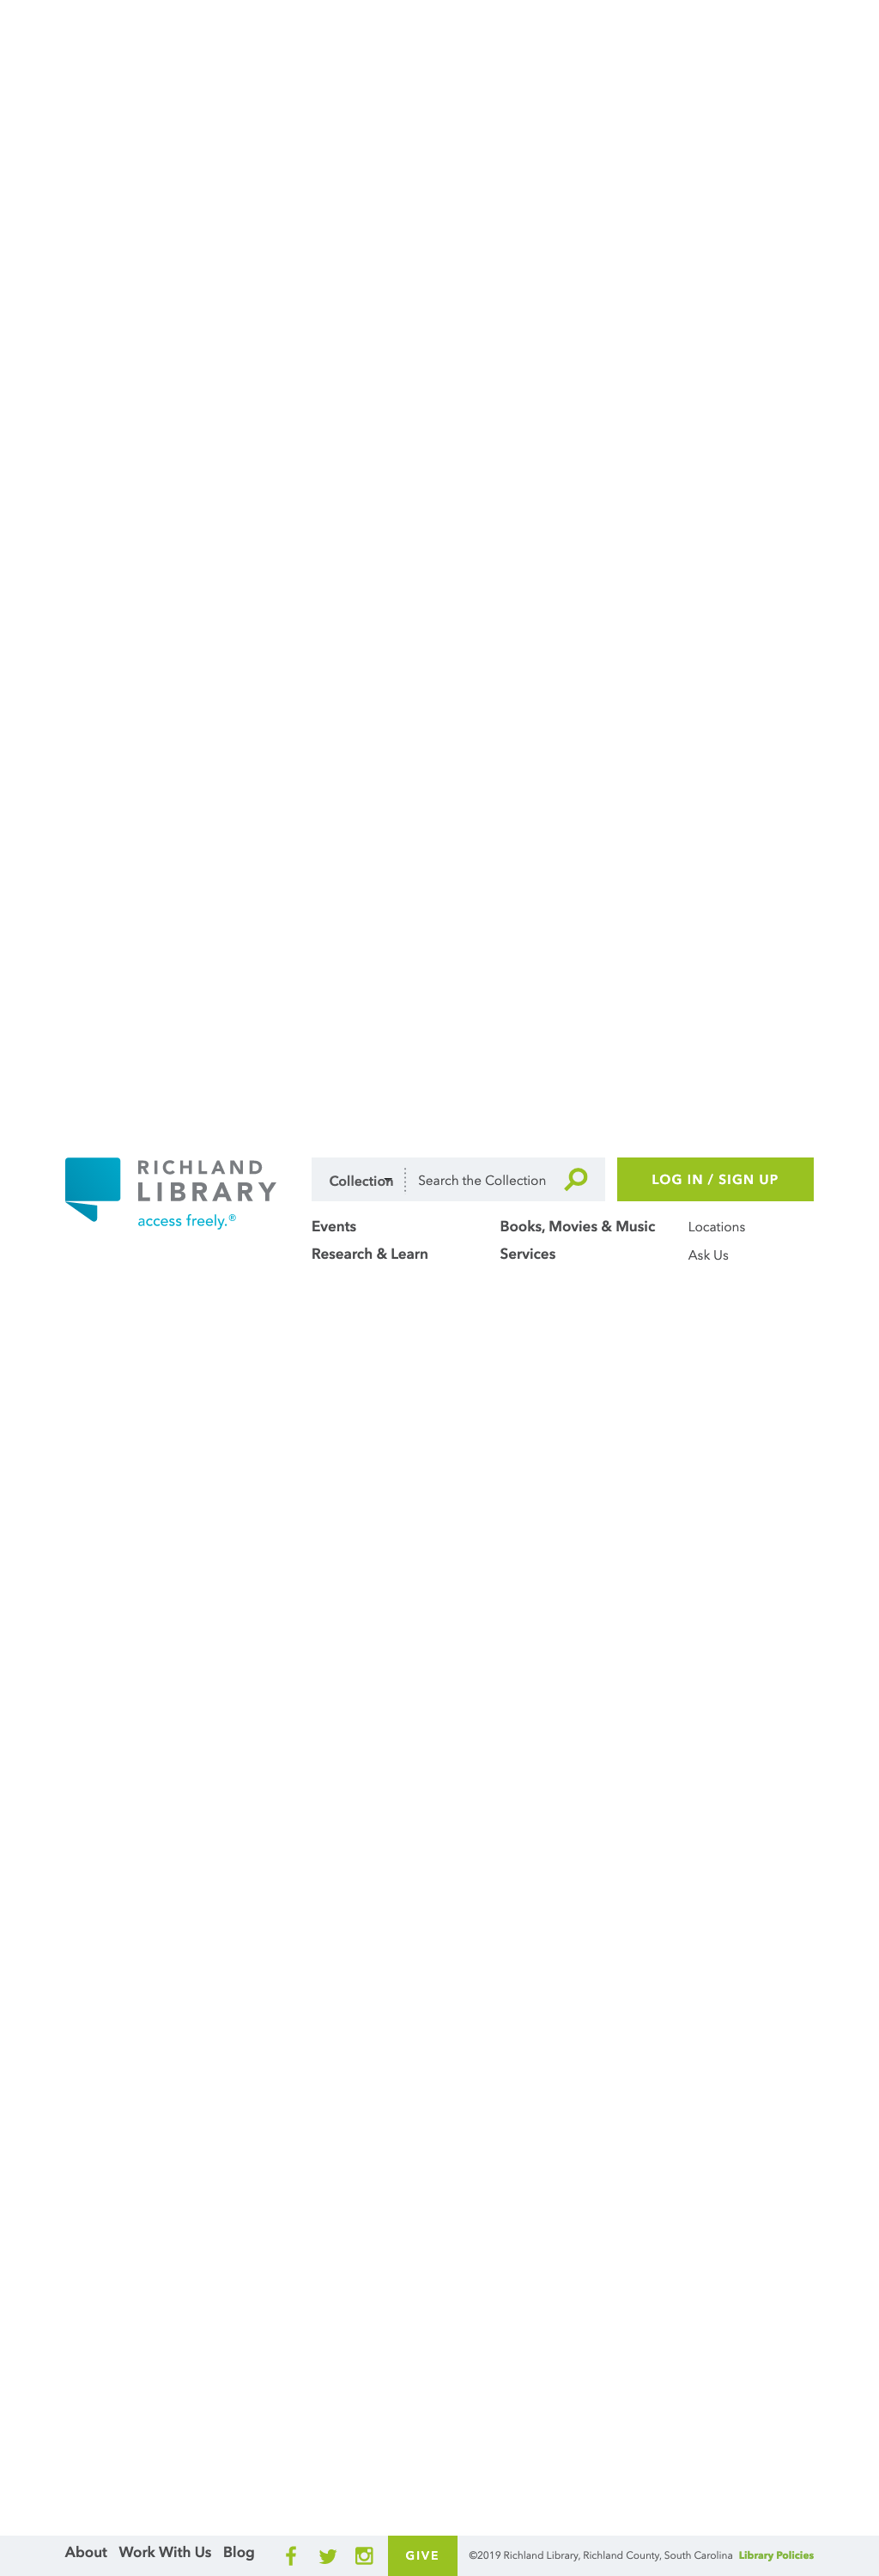 RICHLAND
LIBRARY
access freely.®
Collection
Search the Collection
LOG IN / SIGN UP
Events
Books, Movies & Music
Locations
Research & Learn
Services
Ask Us
About Work With Us Blog
GIVE
©2019 Richland Library, Richland County, South Carolina Library Policies